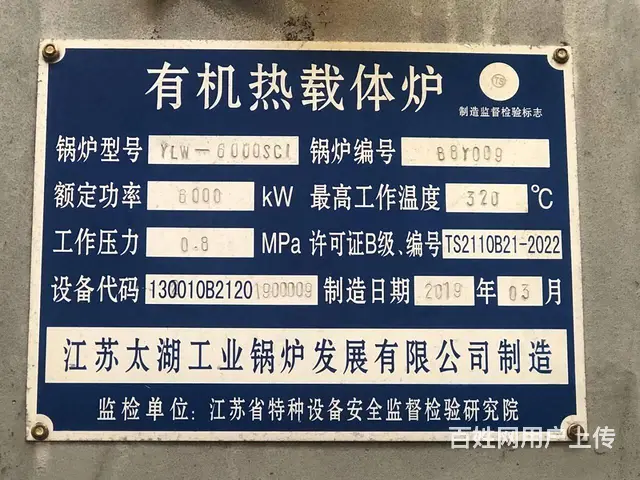 有机热载体炉
TS
制造监督检验标志
锅炉型号 YLW-6000SCI 锅炉编号 B8Y009
额定功率 6000 kW 最高工作温度 320 ℃
工作压力 0.8 MPa 许可证B级、编号 TS2110B21-2022
设备代码 130010B21201900009 制造日期 2019 年 03 月
江苏太湖工业锅炉发展有限公司制造
监检单位: 江苏省特种设备安全监督检验研究院
百姓网用户上传